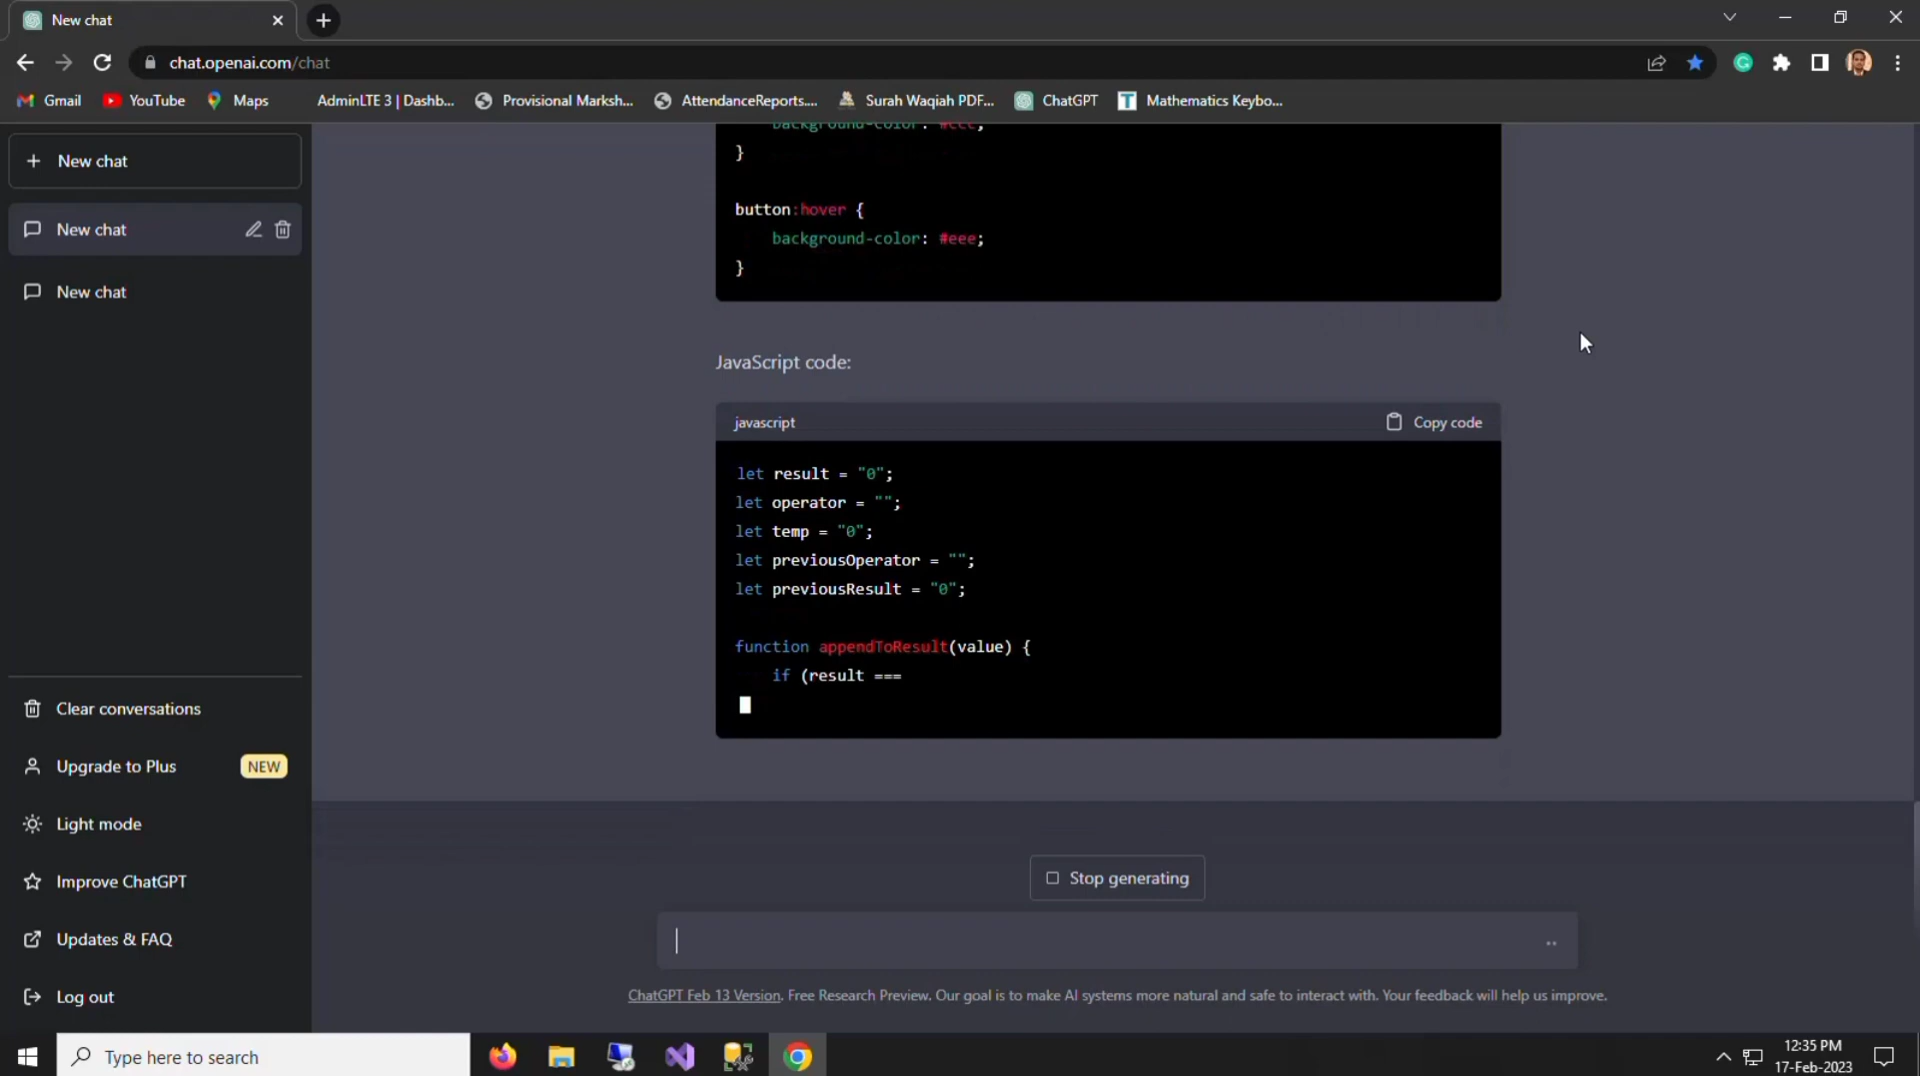 New chat
chat.openai.com/chat
Gmail YouTube Maps AdminLTE 3 | Dashb... Provisional Marksh... AttendanceReports.... Surah Waqiah PDF... ChatGPT Mathematics Keybo...
New chat
New chat
New chat
Clear conversations
Upgrade to Plus NEW
Light mode
Improve ChatGPT
Updates & FAQ
Log out
background-color: #ccc;
}
button:hover {
background-color: #eee;
}
JavaScript code:
javascript Copy code
let result = "0";
let operator = "";
let temp = "0";
let previousOperator = "";
let previousResult = "0";
function appendToResult(value) {
if (result ===
Stop generating
ChatGPT Feb 13 Version. Free Research Preview. Our goal is to make AI systems more natural and safe to interact with. Your feedback will help us improve.
Type here to search
12:35 PM
17-Feb-2023